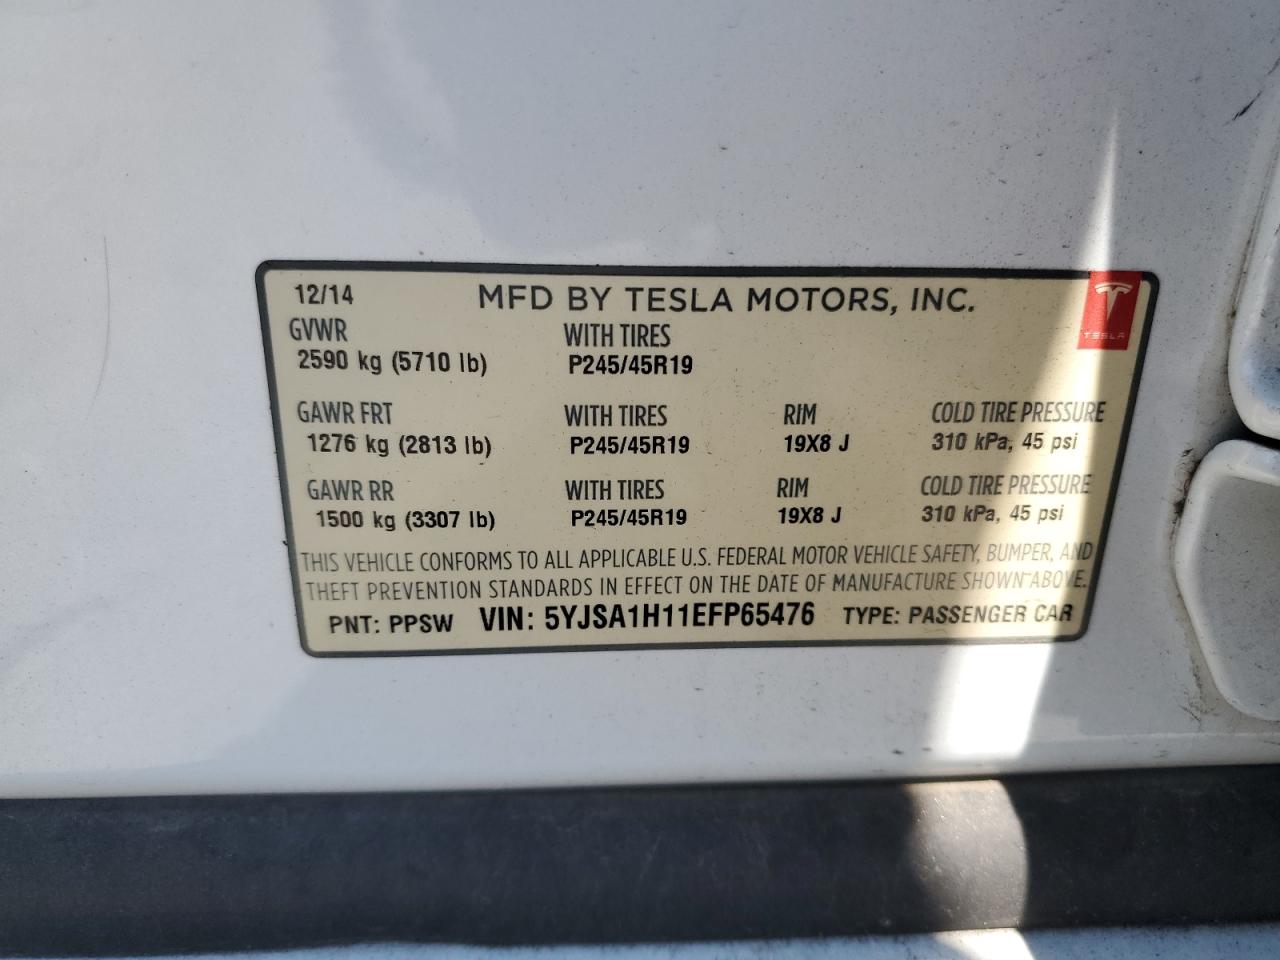 12/14 MFD BY TESLA MOTORS, INC.
TESLA
GVWR WITH TIRES
2590 kg (5710 lb) P245/45R19
GAWR FRT WITH TIRES RIM COLD TIRE PRESSURE
1276 kg (2813 lb) P245/45R19 19X8 J 310 kPa, 45 psi
GAWR RR WITH TIRES RIM COLD TIRE PRESSURE
1500 kg (3307 lb) P245/45R19 19X8 J 310 kPa, 45 psi
THIS VEHICLE CONFORMS TO ALL APPLICABLE U.S. FEDERAL MOTOR VEHICLE SAFETY, BUMPER, AND
THEFT PREVENTION STANDARDS IN EFFECT ON THE DATE OF MANUFACTURE SHOWN ABOVE.
PNT: PPSW VIN: 5YJSA1H11EFP65476 TYPE: PASSENGER CAR